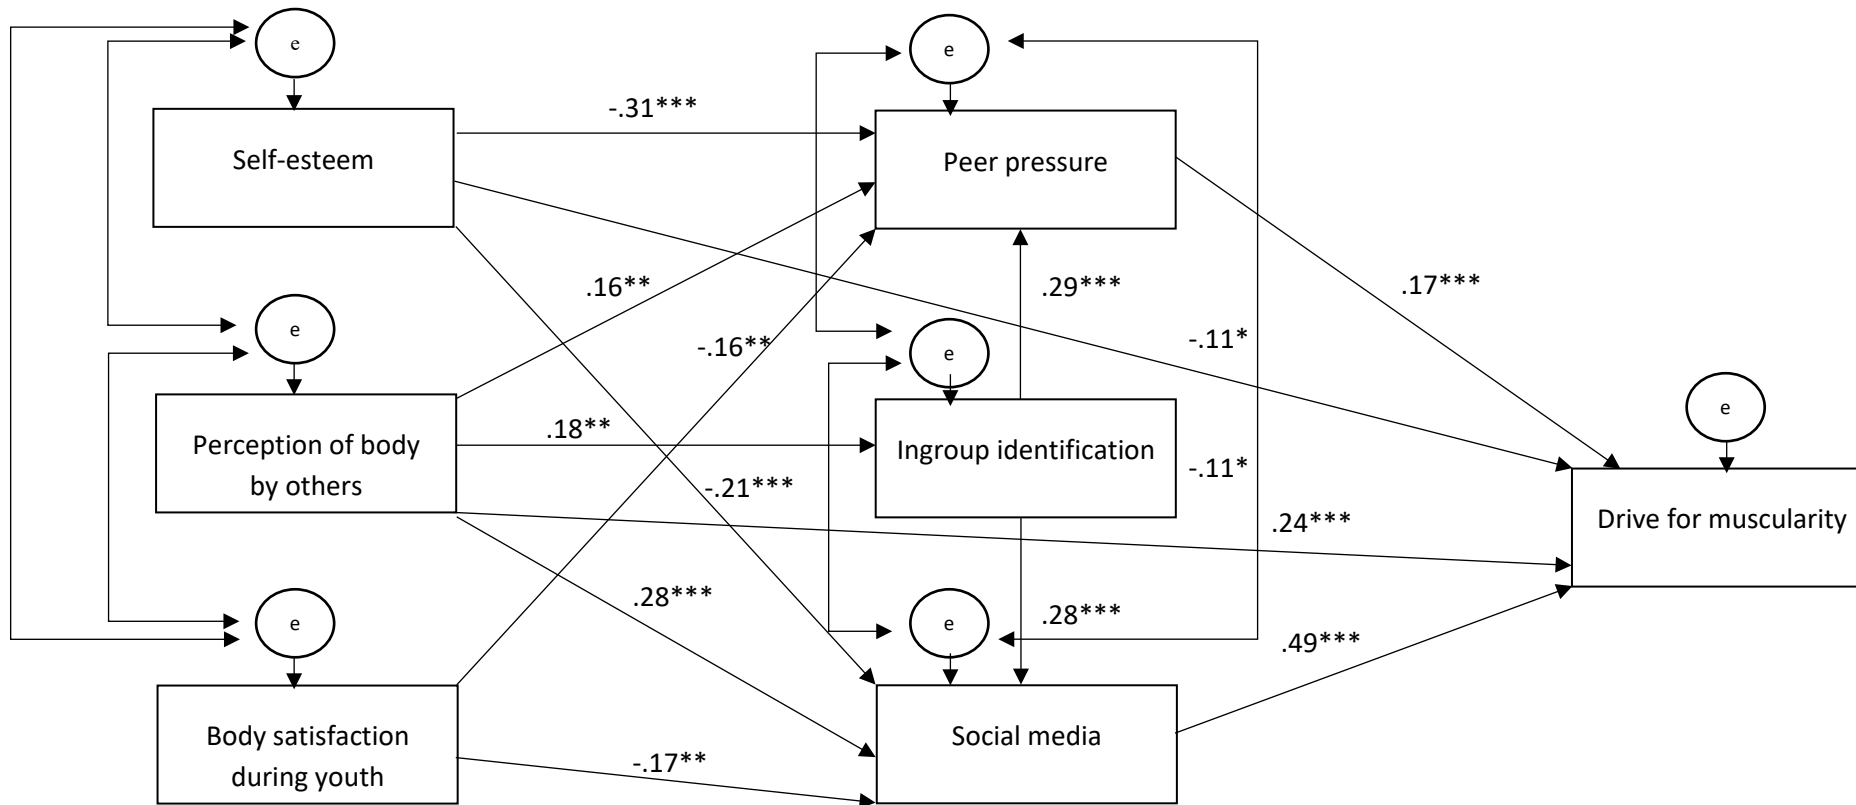 e
e
-.31***
Self-esteem
Peer pressure
.16**
.29***
.17***
e
-.16**
-.11*
e
e
Perception of body
by others
.18**
Ingroup identification
-.11*
-.21***
.24***
Drive for muscularity
.28***
e
e
.28***
.49***
Body satisfaction
during youth
Social media
-.17**